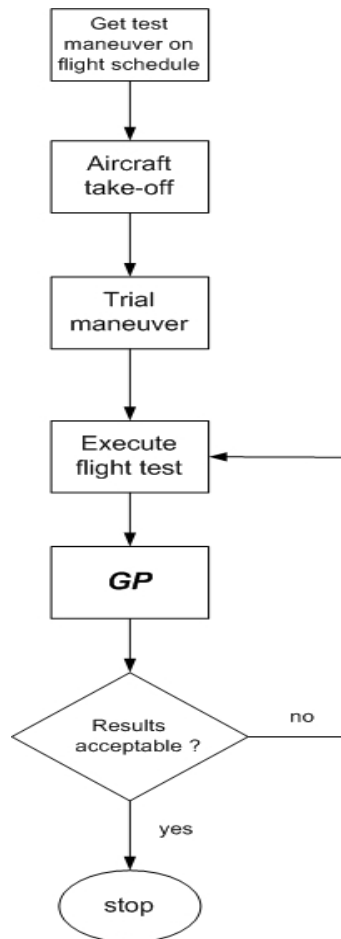 Get test
maneuver on
flight schedule
Aircraft
take-off
Trial
maneuver
Execute
flight test
GP
Results
acceptable ?
no
yes
stop